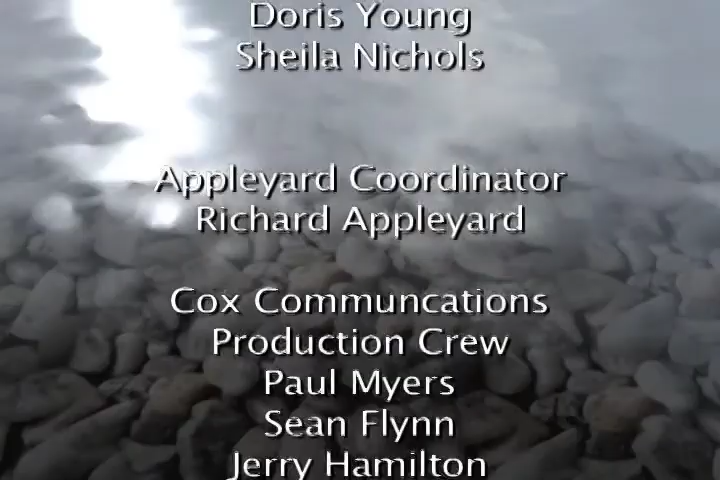 Doris Young
Sheila Nichols
Appleyard Coordinator
Richard Appleyard
Cox Communcations
Production Crew
Paul Myers
Sean Flynn
Jerry Hamilton